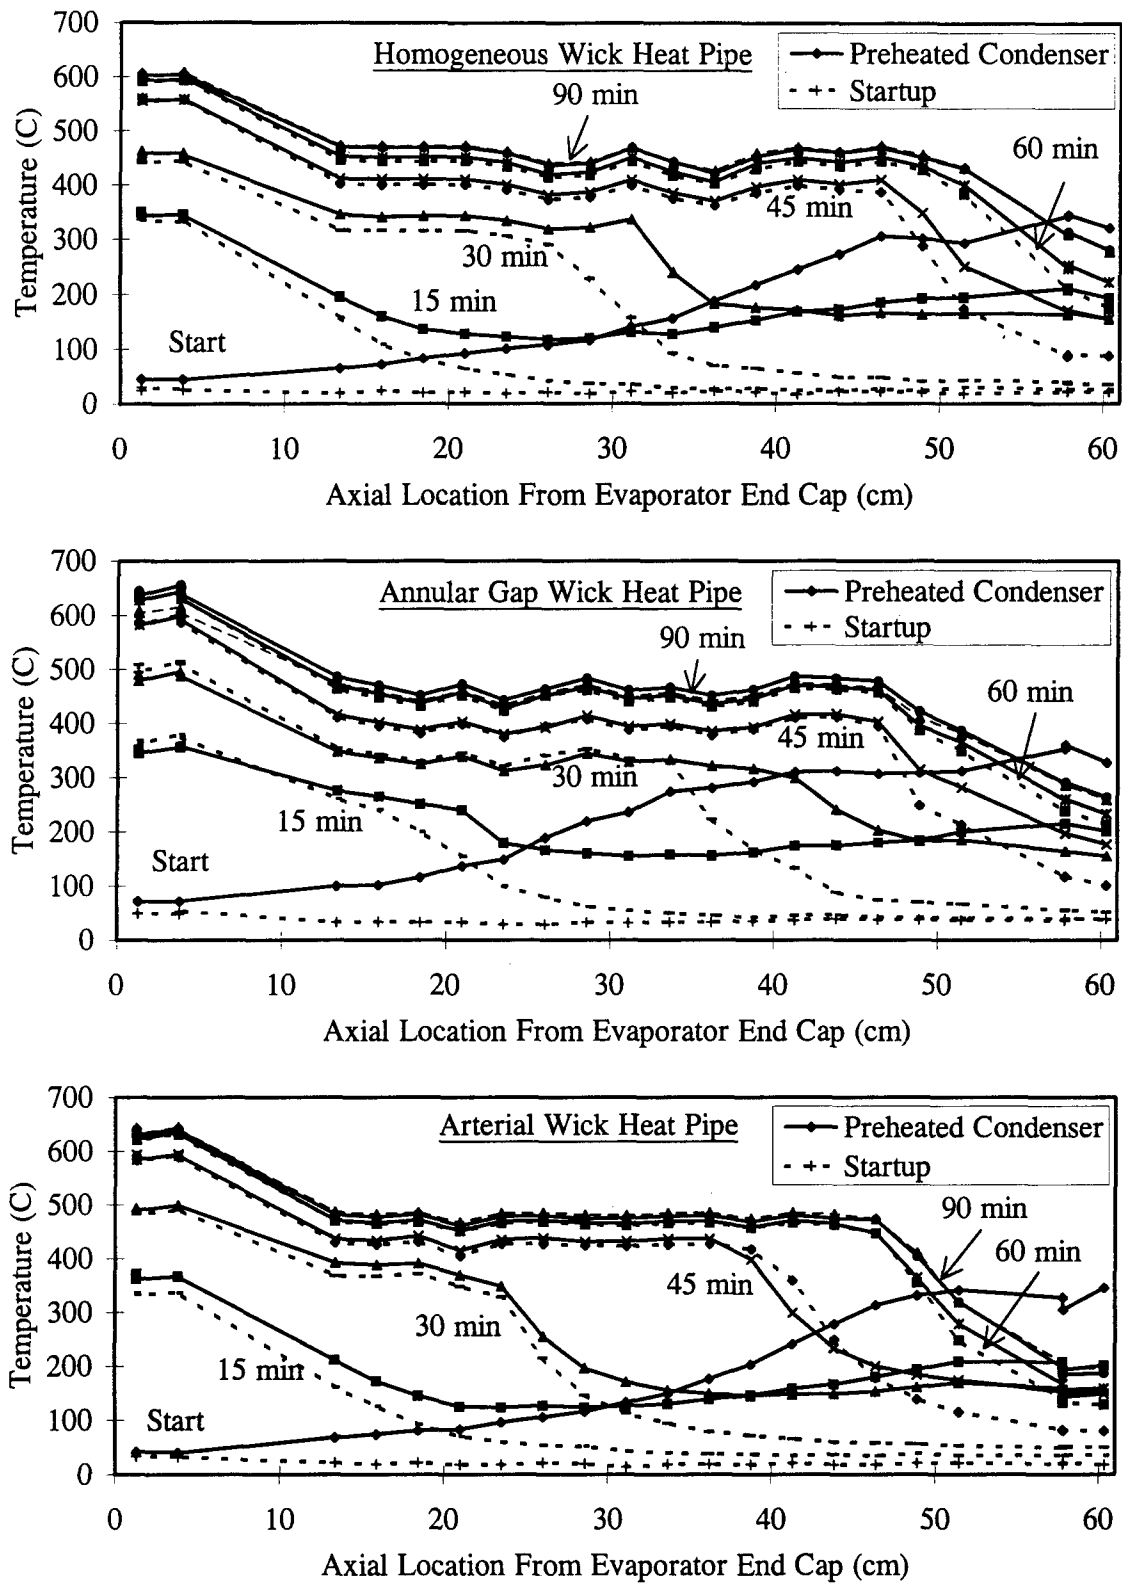 700
600
500
400
300
200
100
0
Temperature (C)
Homogeneous Wick Heat Pipe
Preheated Condenser
Startup
90 min
60 min
45 min
30 min
15 min
Start
0 10 20 30 40 50 60
Axial Location From Evaporator End Cap (cm)
700
600
500
400
300
200
100
0
Temperature (C)
Annular Gap Wick Heat Pipe
Preheated Condenser
Startup
90 min
60 min
45 min
30 min
15 min
Start
0 10 20 30 40 50 60
Axial Location From Evaporator End Cap (cm)
700
600
500
400
300
200
100
0
Temperature (C)
Arterial Wick Heat Pipe
Preheated Condenser
Startup
90 min
60 min
45 min
30 min
15 min
Start
0 10 20 30 40 50 60
Axial Location From Evaporator End Cap (cm)